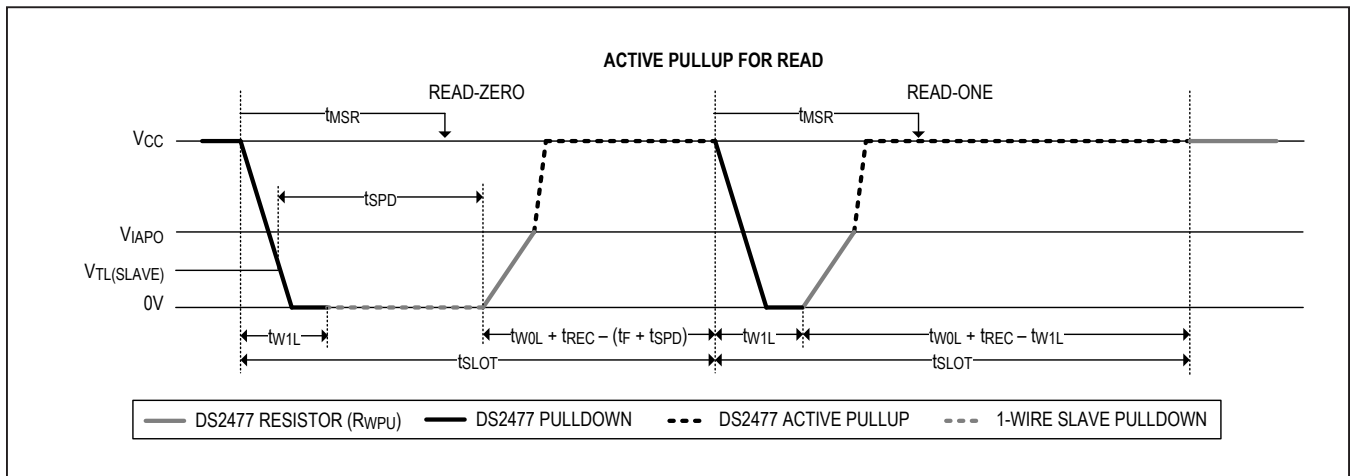 ACTIVE PULLUP FOR READ
READ-ZERO
READ-ONE
tMSR
tMSR
VCC
tSPD
VIAPO
VTL(SLAVE)
0V
tW1L
tW0L + tREC – (tF + tSPD)
tW1L
tW0L + tREC – tW1L
tSLOT
tSLOT
DS2477 RESISTOR (RWPU)
DS2477 PULLDOWN
DS2477 ACTIVE PULLUP
1-WIRE SLAVE PULLDOWN